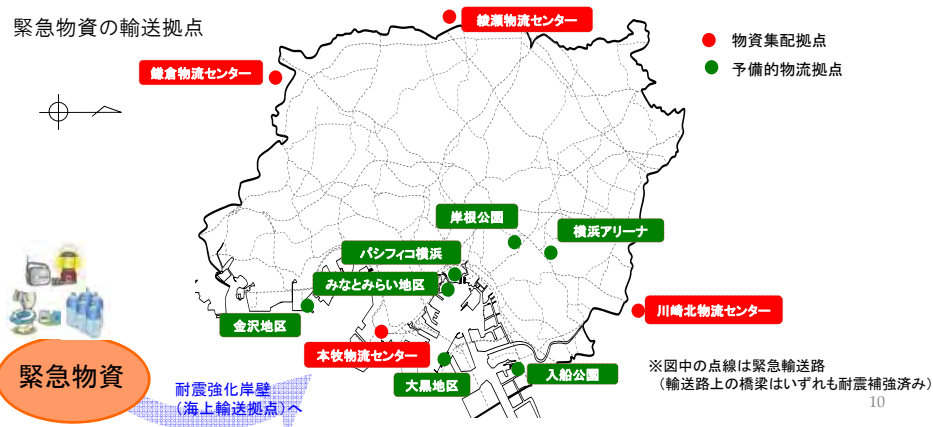 緊急物資の輸送拠点
綾瀬物流センター
物資集配拠点
予備的物流拠点
鎌倉物流センター
岸根公園
横浜アリーナ
パシフィコ横浜
みなとみらい地区
金沢地区
川崎北物流センター
本牧物流センター
大黒地区
入船公園
緊急物資
耐震強化岸壁
(海上輸送拠点)へ
※図中の点線は緊急輸送路
(輸送路上の橋梁はいずれも耐震補強済み)
10